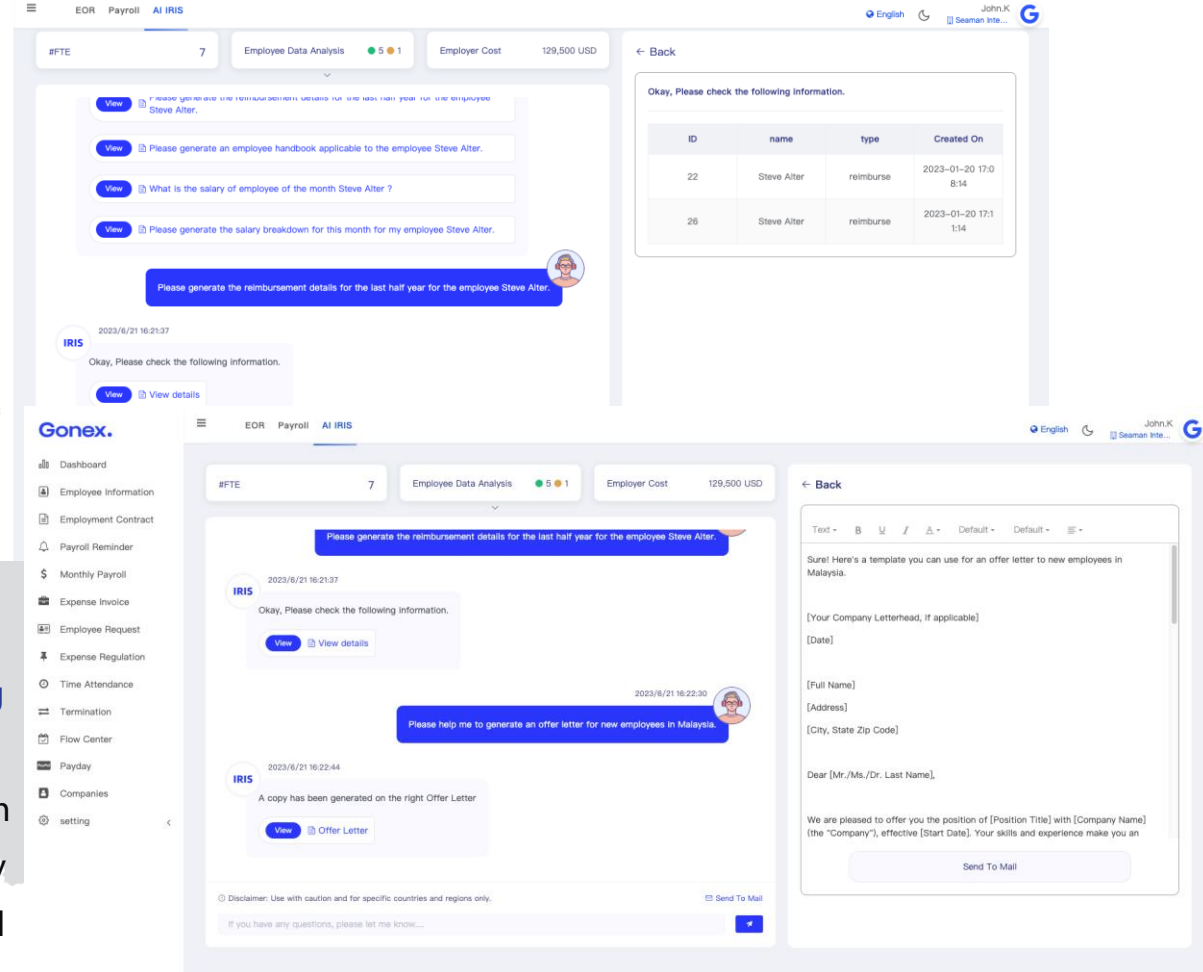 EOR Payroll AI IRIS
English
John.K
Seaman Inte...
#FTE 7
Employee Data Analysis 5 1
Employer Cost 129,500 USD
View Please generate the reimbursement details for the last half year for the employee
Steve Alter.
View Please generate an employee handbook applicable to the employee Steve Alter.
View What is the salary of employee of the month Steve Alter ?
View Please generate the salary breakdown for this month for my employee Steve Alter.
Please generate the reimbursement details for the last half year for the employee Steve Alter.
2023/6/21 16:21:37
IRIS
Okay, Please check the following information.
View View details
← Back
Okay, Please check the following information.
ID name type Created On
22 Steve Alter reimburse 2023-01-20 17:0
8:14
26 Steve Alter reimburse 2023-01-20 17:1
1:14
Gonex.
Dashboard
Employee Information
Employment Contract
Payroll Reminder
Monthly Payroll
Expense Invoice
Employee Request
Expense Regulation
Time Attendance
Termination
Flow Center
Payday
Companies
setting
EOR Payroll AI IRIS
English
John.K
Seaman Inte...
#FTE 7
Employee Data Analysis 5 1
Employer Cost 129,500 USD
Please generate the reimbursement details for the last half year for the employee Steve Alter.
2023/6/21 16:21:37
IRIS
Okay, Please check the following information.
View View details
2023/6/21 16:22:30
Please help me to generate an offer letter for new employees in Malaysia.
2023/6/21 16:22:44
IRIS
A copy has been generated on the right Offer Letter
View Offer Letter
Disclaimer: Use with caution and for specific countries and regions only.
Send To Mail
If you have any questions, please let me know....
← Back
Text B U I A Default Default
Sure! Here's a template you can use for an offer letter to new employees in
Malaysia.
[Your Company Letterhead, if applicable]
[Date]
[Full Name]
[Address]
[City, State Zip Code]
Dear [Mr./Ms./Dr. Last Name],
We are pleased to offer you the position of [Position Title] with [Company Name]
(the "Company"), effective [Start Date]. Your skills and experience make you an
Send To Mail